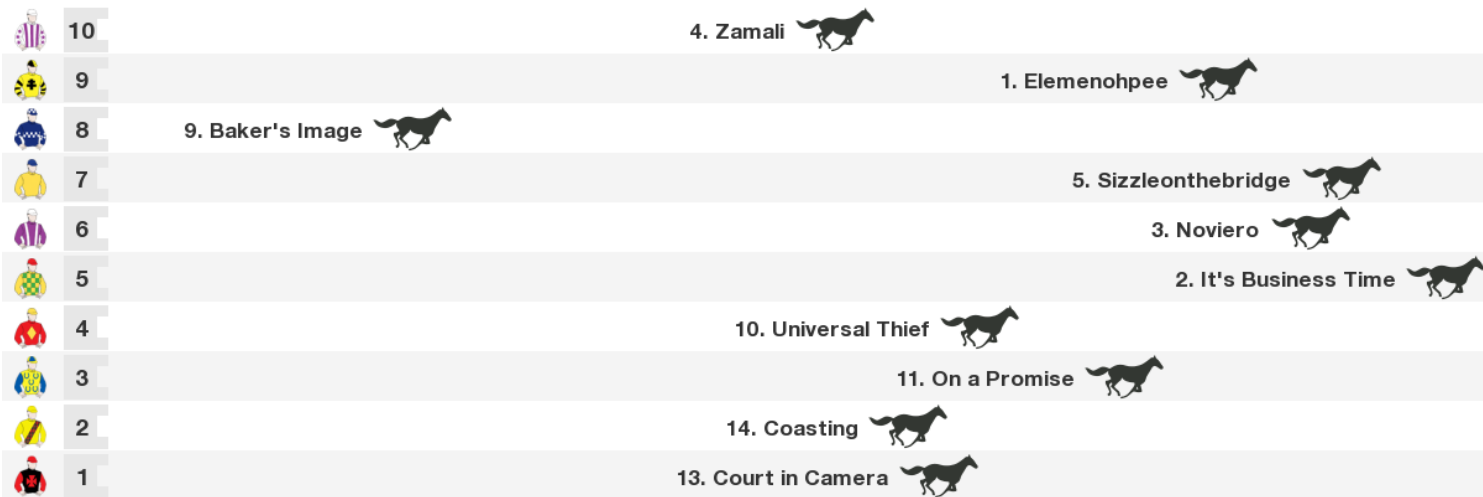 10 4. Zamali
9 1. Elemenohpee
8 9. Baker's Image
7 5. Sizzleonthebridge
6 3. Noviero
5 2. It's Business Time
4 10. Universal Thief
3 11. On a Promise
2 14. Coasting
1 13. Court in Camera